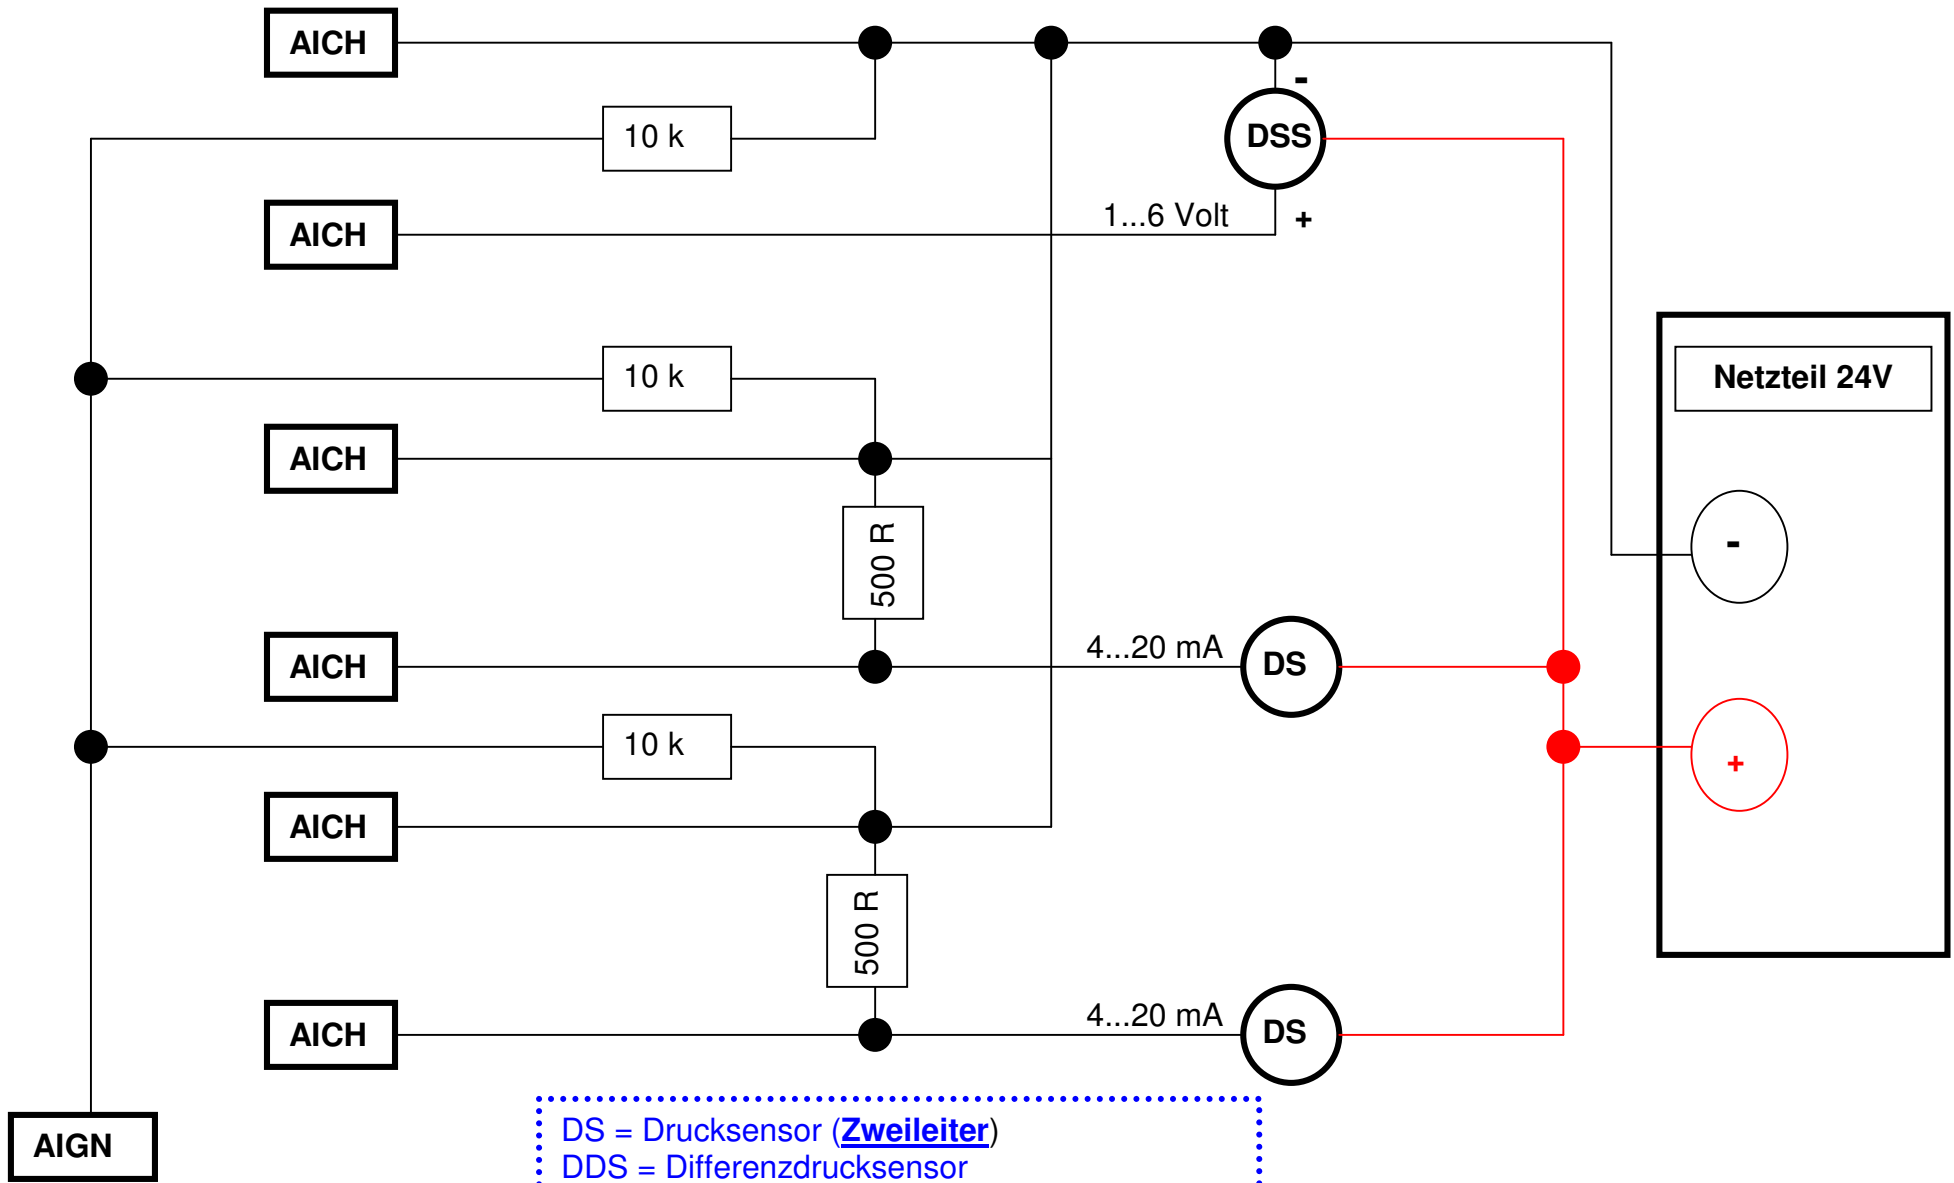 AICH
-
10 k
DSS
AICH
1...6 Volt
+
10 k
Netzteil 24V
AICH
500 R
-
AICH
4...20 mA
DS
10 k
+
AICH
500 R
AICH
4...20 mA
DS
AIGN
DS = Drucksensor (Zweileiter)
DDS = Differenzdrucksensor